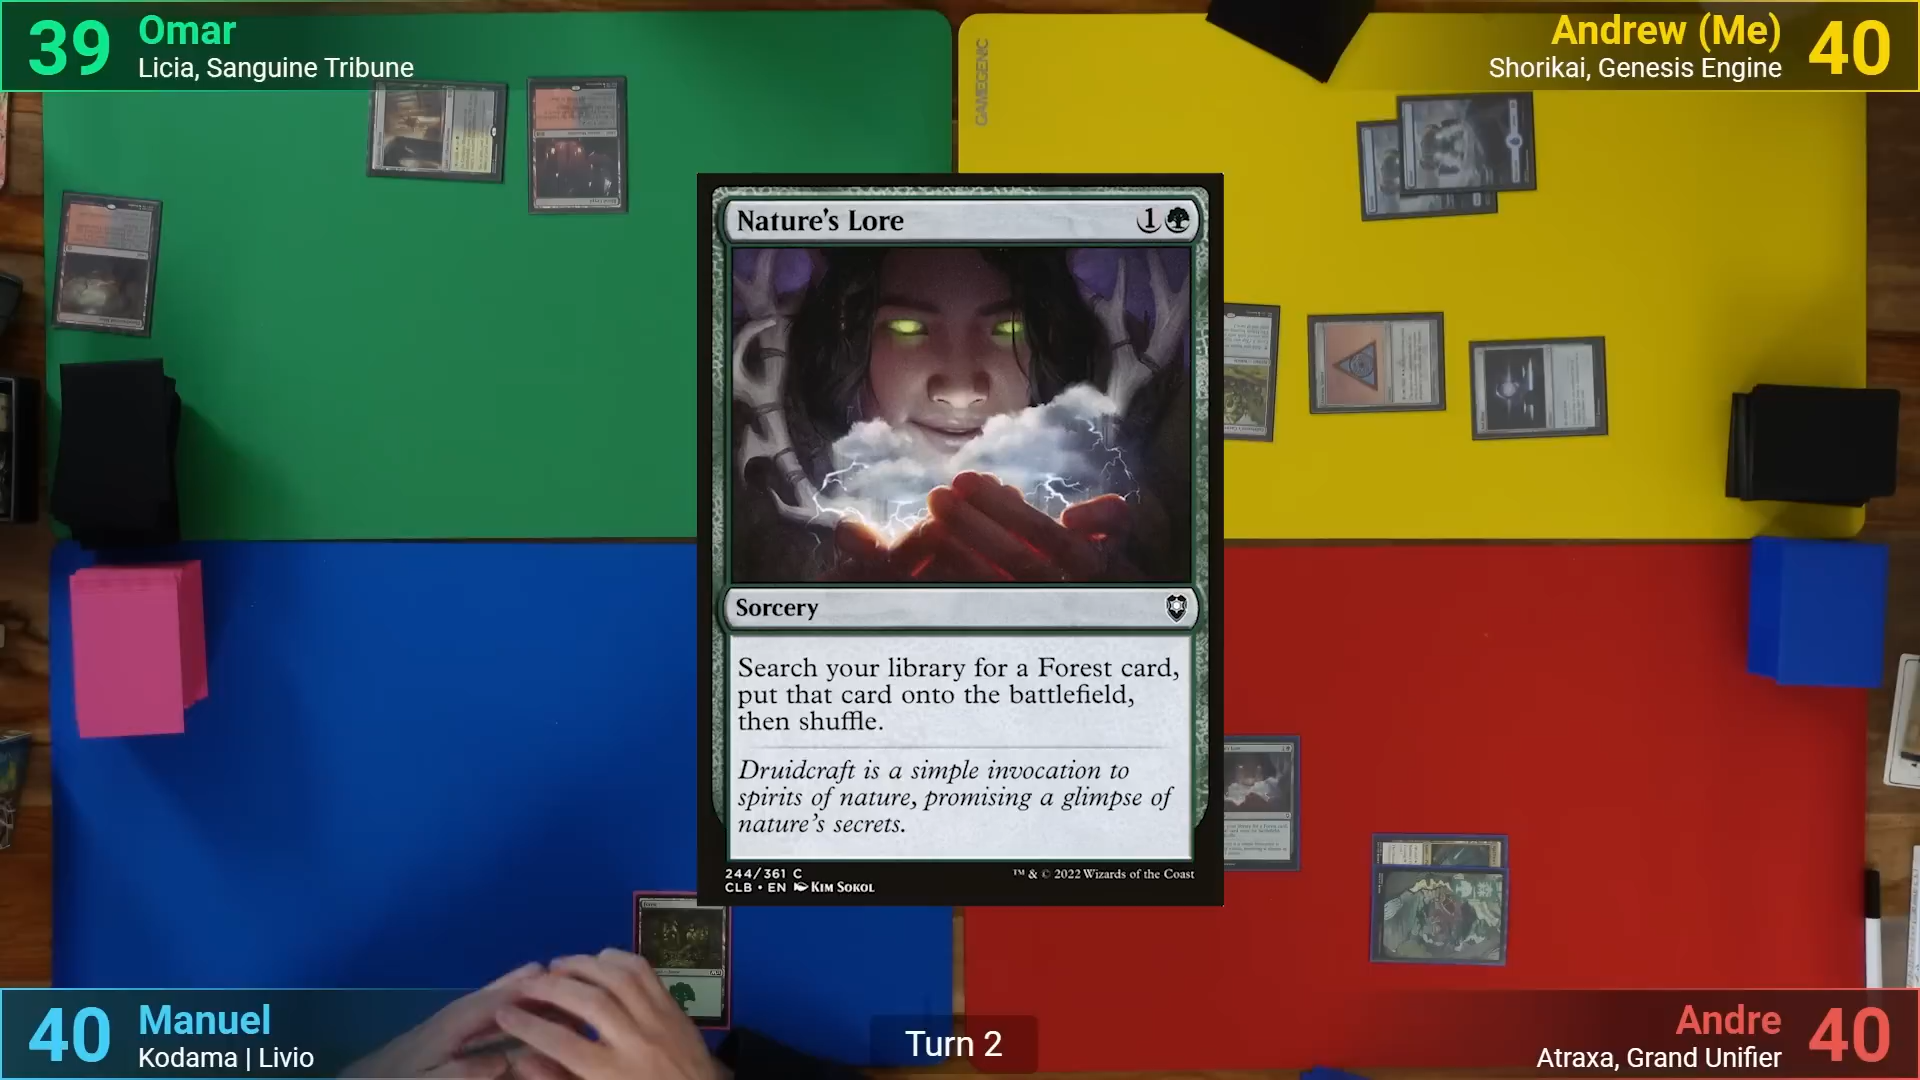 39
Omar
Licia, Sanguine Tribune
Andrew (Me)
40
Shorikai, Genesis Engine
GAMEGENIC
Nature's Lore
1
Sorcery
Search your library for a Forest card,
put that card onto the battlefield,
then shuffle.
Druidcraft is a simple invocation to
spirits of nature, promising a glimpse of
nature's secrets.
244/361 C
CLB • EN Kim Sokol
™ & © 2022 Wizards of the Coast
40
Manuel
Kodama | Livio
Turn 2
Andre
40
Atraxa, Grand Unifier